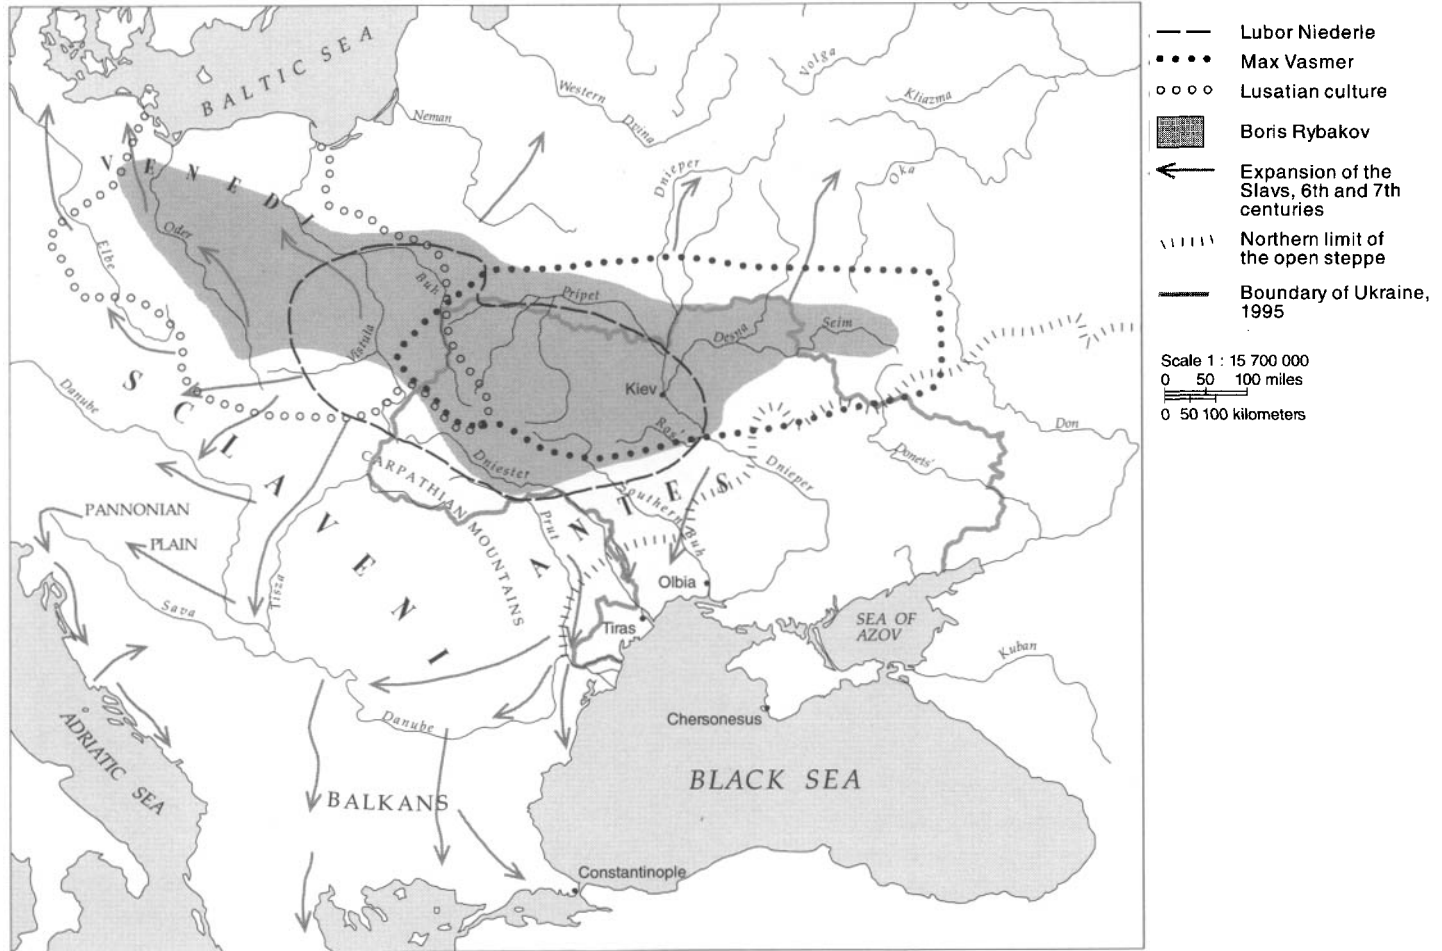 BALTIC SEA
Neman
Western
Dvina
Volga
Kliazma
Oka
Dnieper
VENEDI
Oder
Elbe
Buh
Pripet
Desna
Seim
Vistula
Kiev
Ros'
Danube
SCLAVENI
Dniester
CARPATHIAN MOUNTAINS
ANTES
Southern Buh
Dnieper
Donets'
Don
PANNONIAN
PLAIN
Prut
Tisza
Sava
Olbia
Tiras
SEA OF
AZOV
Kuban
Danube
Chersonesus
ADRIATIC SEA
BLACK SEA
BALKANS
Constantinople
Lubor Niederle
Max Vasmer
Lusatian culture
Boris Rybakov
Expansion of the
Slavs, 6th and 7th
centuries
Northern limit of
the open steppe
Boundary of Ukraine,
1995
Scale 1 : 15 700 000
0 50 100 miles
0 50 100 kilometers